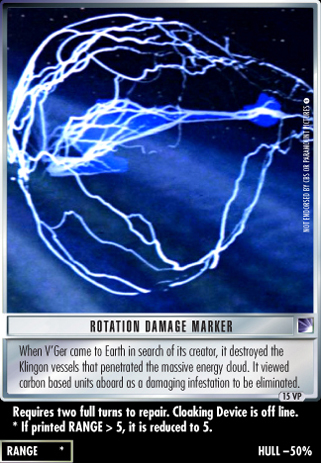 NOT ENDORSED BY CBS OR PARAMOUNT PICTURES
ROTATION DAMAGE MARKER
When V'Ger came to Earth in search of its creator, it destroyed the
Klingon vessels that penetrated the massive energy cloud. It viewed
carbon based units aboard as a damaging infestation to be eliminated.
15 VP
Requires two full turns to repair. Cloaking Device is off line.
* If printed RANGE > 5, it is reduced to 5.
RANGE *
HULL –50%